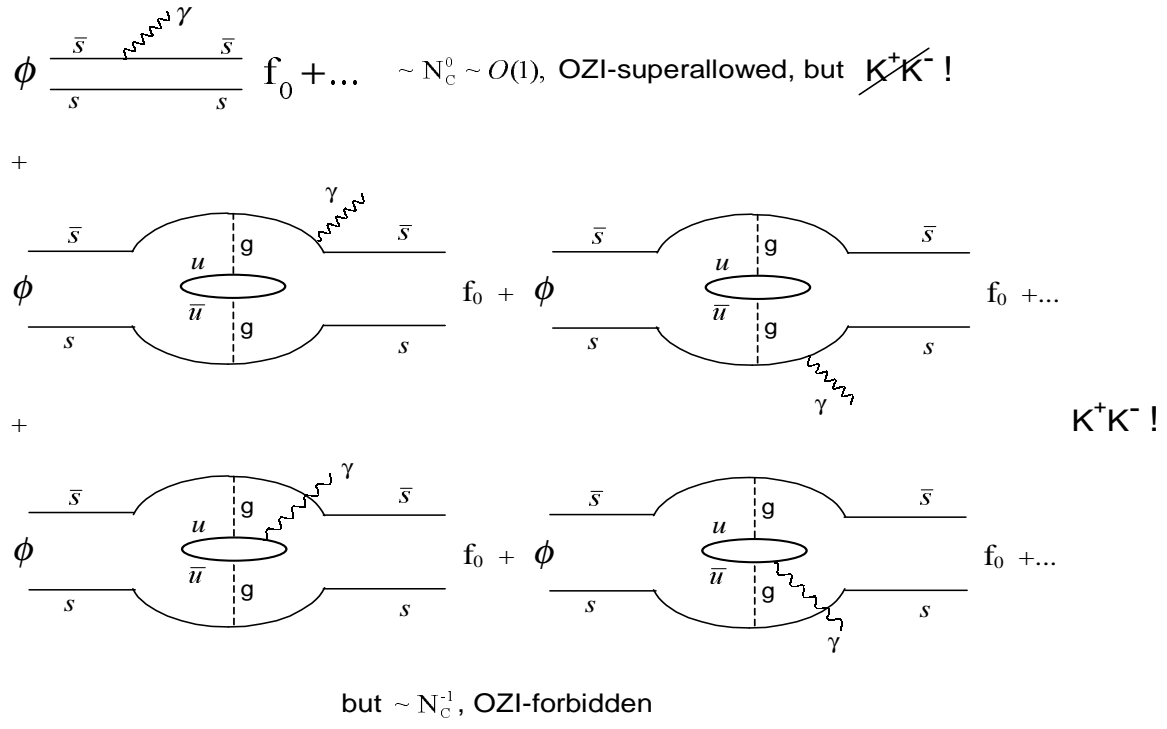 γ
s̅ s̅
ϕ f₀ +... ~ N_C^0 ~ O(1), OZI-superallowed, but K⁺K⁻ !
s s
+
γ γ
s̅ g s̅ s̅ g s̅
u u
ϕ f₀ + ϕ f₀ +...
u̅ g u̅ g
s s s s
γ
+ K⁺K⁻ !
γ
s̅ g s̅ s̅ g s̅
u u
ϕ f₀ + ϕ f₀ +...
u̅ g u̅ g
s s s s
γ
but ~ N_C^-1, OZI-forbidden